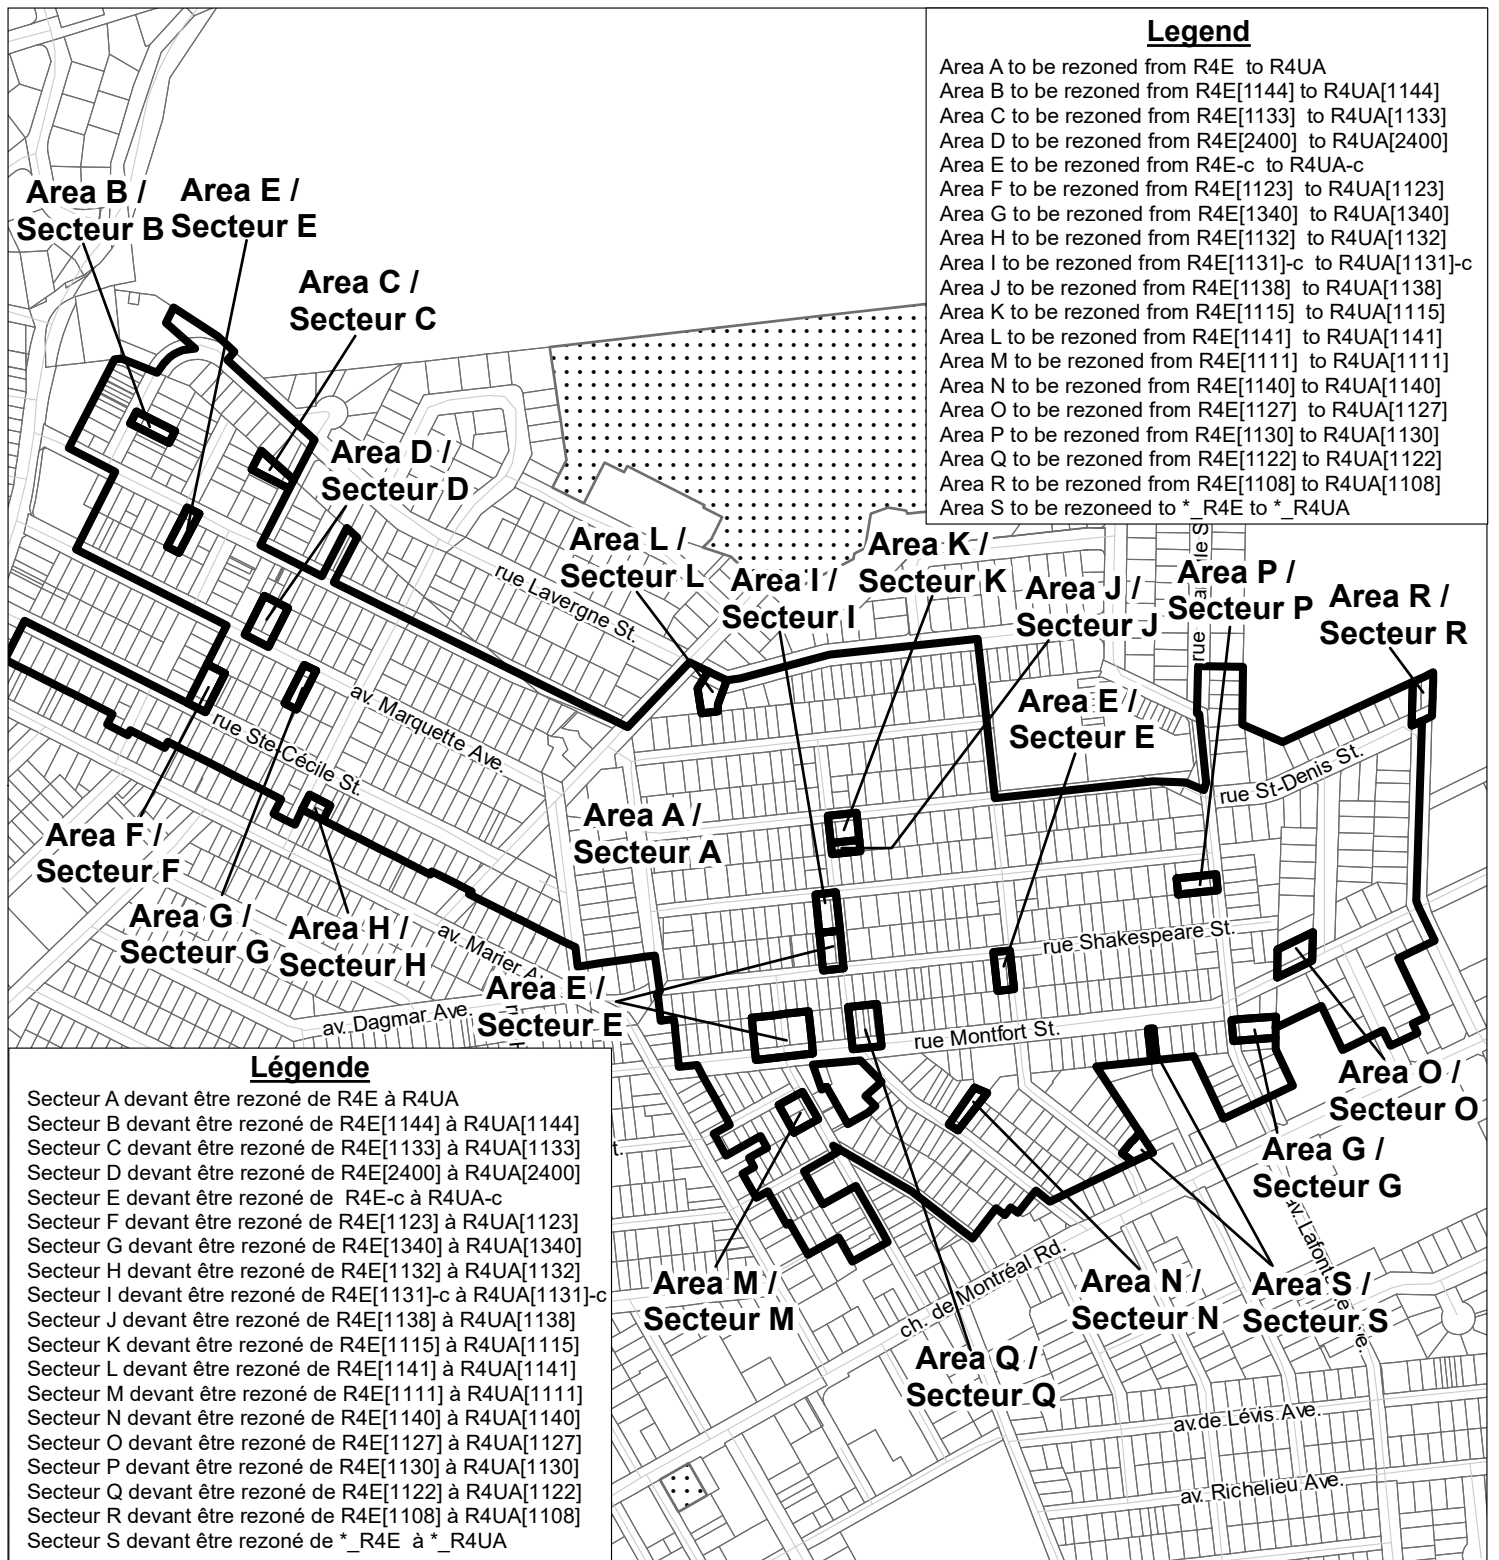 Legend
Area A to be rezoned from R4E to R4UA
Area B to be rezoned from R4E[1144] to R4UA[1144]
Area C to be rezoned from R4E[1133] to R4UA[1133]
Area D to be rezoned from R4E[2400] to R4UA[2400]
Area E to be rezoned from R4E-c to R4UA-c
Area F to be rezoned from R4E[1123] to R4UA[1123]
Area G to be rezoned from R4E[1340] to R4UA[1340]
Area H to be rezoned from R4E[1132] to R4UA[1132]
Area I to be rezoned from R4E[1131]-c to R4UA[1131]-c
Area J to be rezoned from R4E[1138] to R4UA[1138]
Area K to be rezoned from R4E[1115] to R4UA[1115]
Area L to be rezoned from R4E[1141] to R4UA[1141]
Area M to be rezoned from R4E[1111] to R4UA[1111]
Area N to be rezoned from R4E[1140] to R4UA[1140]
Area O to be rezoned from R4E[1127] to R4UA[1127]
Area P to be rezoned from R4E[1130] to R4UA[1130]
Area Q to be rezoned from R4E[1122] to R4UA[1122]
Area R to be rezoned from R4E[1108] to R4UA[1108]
Area S to be rezoneed to *_R4E to *_R4UA
Area B /
Secteur B
Area E /
Secteur E
Area C /
Secteur C
Area D /
Secteur D
Area L /
Secteur L
Area I /
Secteur I
Area K /
Secteur K
Area J /
Secteur J
Area P /
Secteur P
Area R /
Secteur R
rue
rue Lavergne St.
Area E /
Secteur E
av. Marquette Ave.
rue Ste-Cécile St.
rue St-Denis St.
Area A /
Secteur A
Area F /
Secteur F
Area G /
Secteur G
Area H /
Secteur H
av. Marier
rue Shakespeare St.
Area E /
Secteur E
av. Dagmar Ave.
rue Montfort St.
Area O /
Secteur O
Area G /
Secteur G
Area M /
Secteur M
Area N /
Secteur N
Area S /
Secteur S
ch. de Montréal Rd.
Area Q /
Secteur Q
av.de Lévis Ave.
av. Richelieu Ave.
Légende
Secteur A devant être rezoné de R4E à R4UA
Secteur B devant être rezoné de R4E[1144] à R4UA[1144]
Secteur C devant être rezoné de R4E[1133] à R4UA[1133]
Secteur D devant être rezoné de R4E[2400] à R4UA[2400]
Secteur E devant être rezoné de R4E-c à R4UA-c
Secteur F devant être rezoné de R4E[1123] à R4UA[1123]
Secteur G devant être rezoné de R4E[1340] à R4UA[1340]
Secteur H devant être rezoné de R4E[1132] à R4UA[1132]
Secteur I devant être rezoné de R4E[1131]-c à R4UA[1131]-c
Secteur J devant être rezoné de R4E[1138] à R4UA[1138]
Secteur K devant être rezoné de R4E[1115] à R4UA[1115]
Secteur L devant être rezoné de R4E[1141] à R4UA[1141]
Secteur M devant être rezoné de R4E[1111] à R4UA[1111]
Secteur N devant être rezoné de R4E[1140] à R4UA[1140]
Secteur O devant être rezoné de R4E[1127] à R4UA[1127]
Secteur P devant être rezoné de R4E[1130] à R4UA[1130]
Secteur Q devant être rezoné de R4E[1122] à R4UA[1122]
Secteur R devant être rezoné de R4E[1108] à R4UA[1108]
Secteur S devant être rezoné de *_R4E à *_R4UA